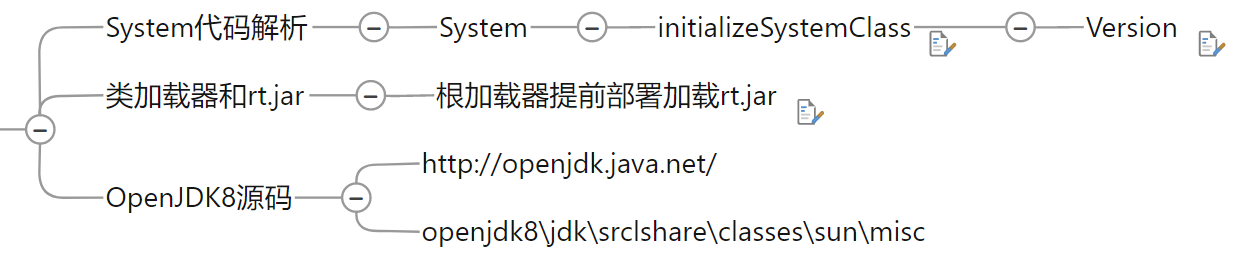 System代码解析
System
initializeSystemClass
Version
类加载器和rt.jar
根加载器提前部署加载rt.jar
OpenJDK8源码
http://openjdk.java.net/
openjdk8\jdk\srclshare\classes\sun\misc